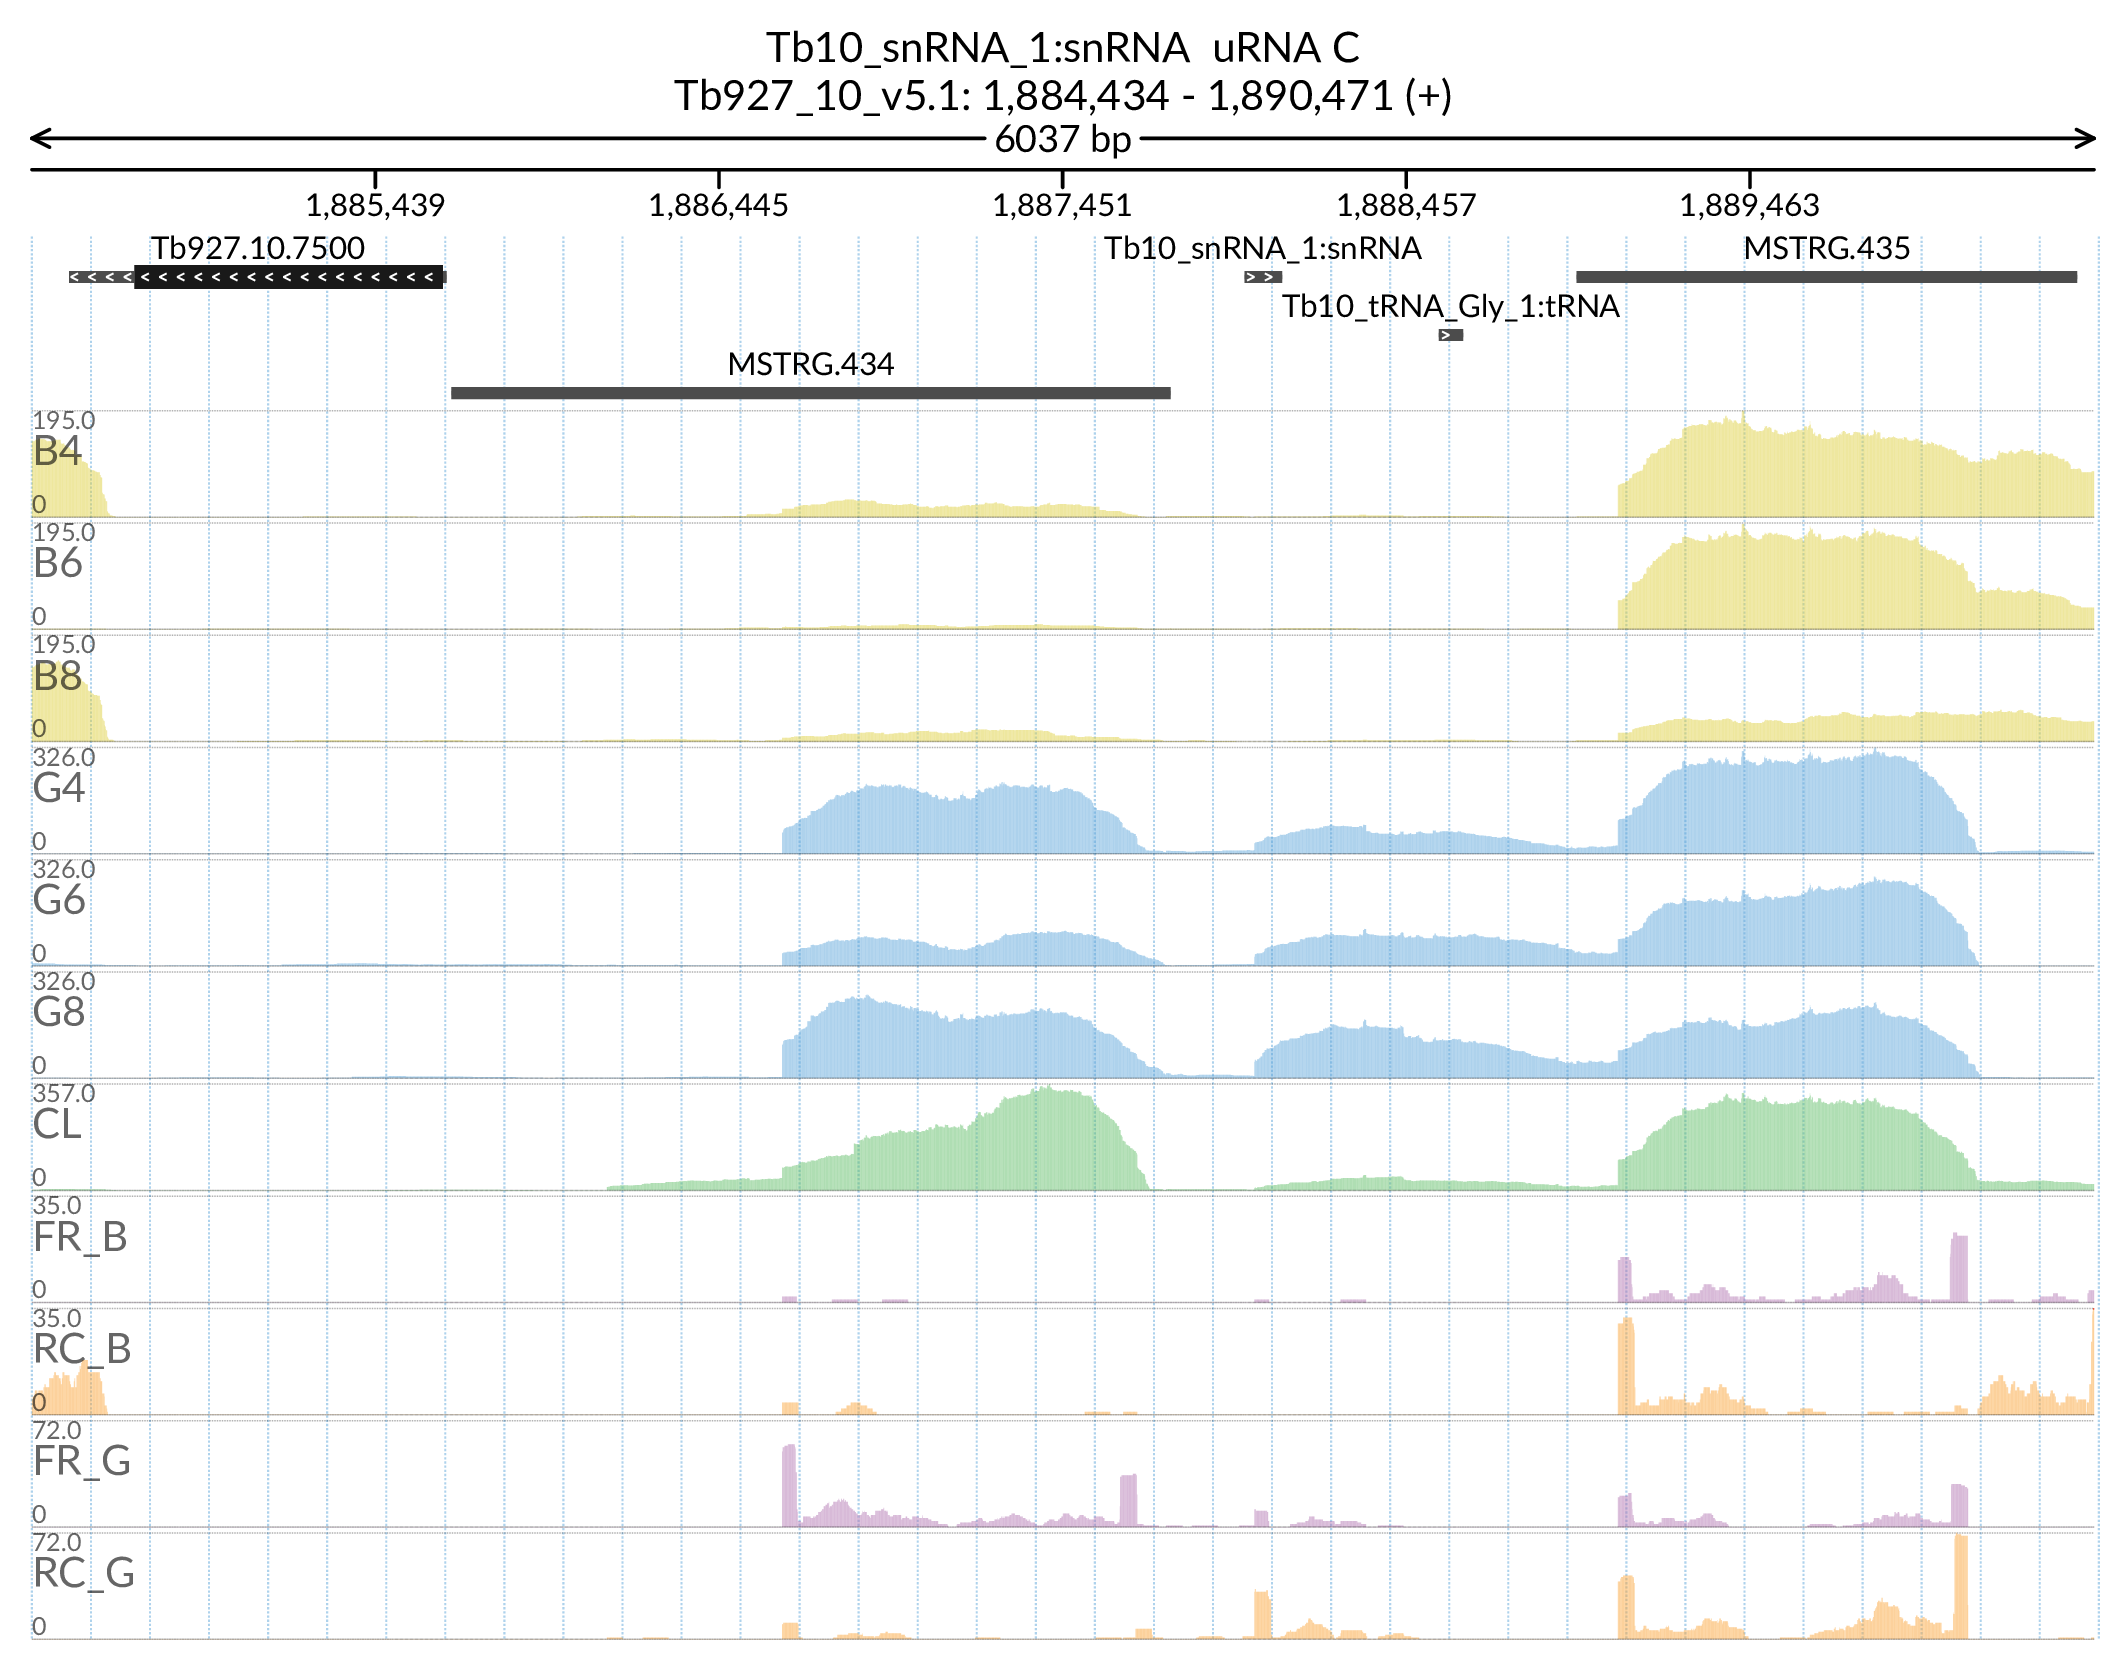 Tb10_snRNA_1:snRNA  uRNA C
Tb927_10_v5.1: 1,884,434 - 1,890,471 (+)
6037 bp
1,885,439 1,886,445 1,887,451 1,888,457 1,889,463
Tb927.10.7500 Tb10_snRNA_1:snRNA MSTRG.435
Tb10_tRNA_Gly_1:tRNA
MSTRG.434
195.0
B4
0
195.0
B6
0
195.0
B8
0
326.0
G4
0
326.0
G6
0
326.0
G8
0
357.0
CL
0
35.0
FR_B
0
35.0
RC_B
0
72.0
FR_G
0
72.0
RC_G
0